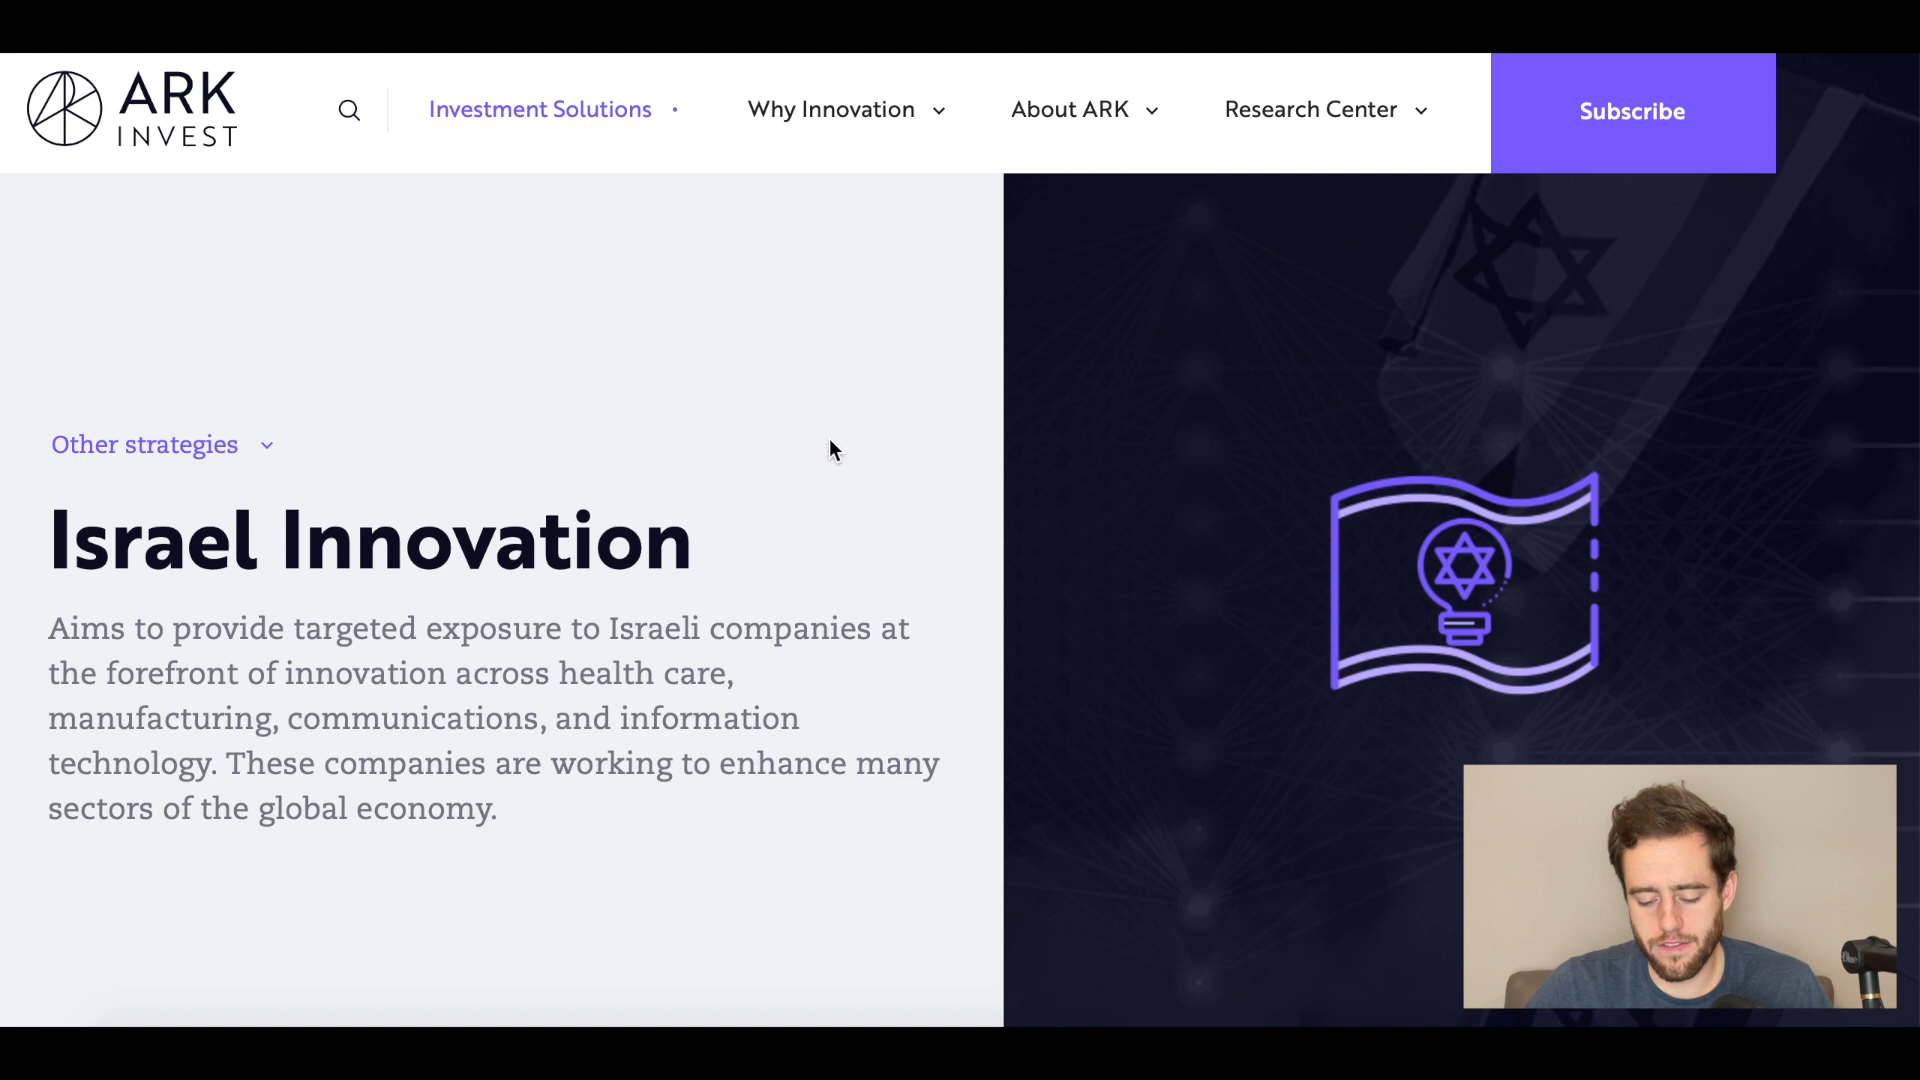 ARK
INVEST
Investment Solutions
Why Innovation
About ARK
Research Center
Subscribe
Other strategies
Israel Innovation
Aims to provide targeted exposure to Israeli companies at
the forefront of innovation across health care,
manufacturing, communications, and information
technology. These companies are working to enhance many
sectors of the global economy.